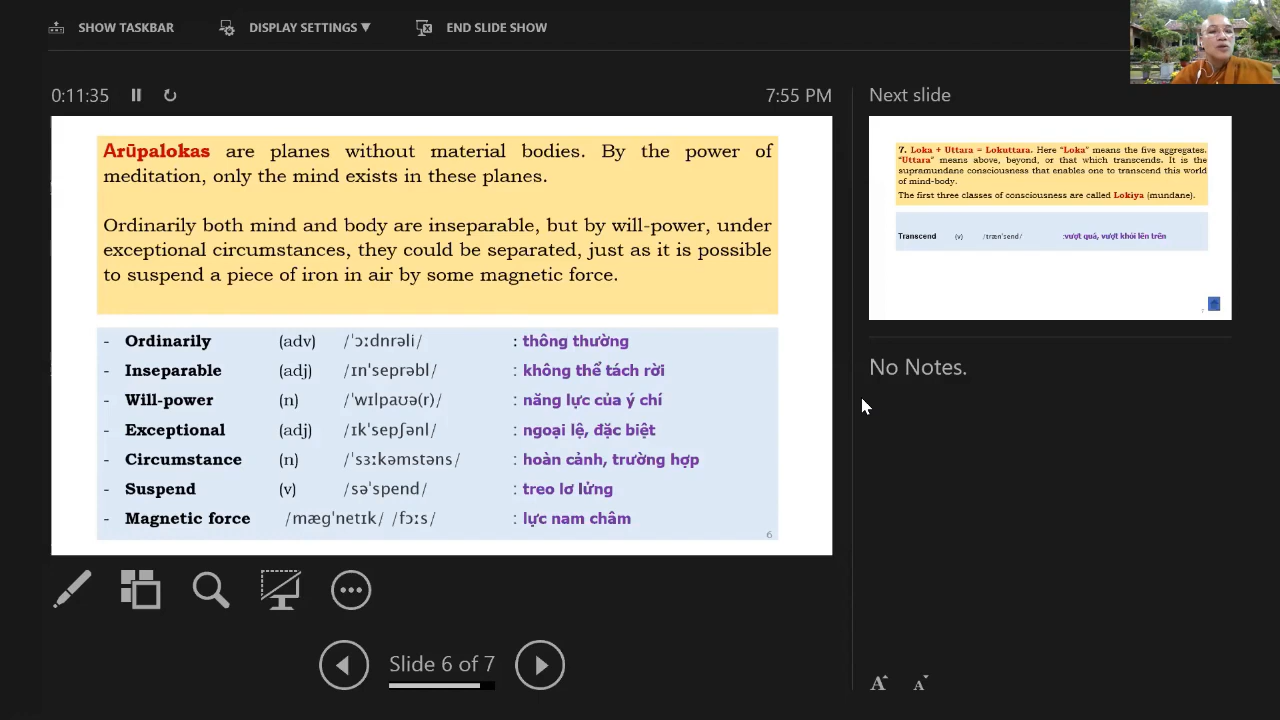 SHOW TASKBAR
DISPLAY SETTINGS ▼
END SLIDE SHOW
0:11:35
7:55 PM
Arūpalokas are planes without material bodies. By the power of
meditation, only the mind exists in these planes.
Ordinarily both mind and body are inseparable, but by will-power, under
exceptional circumstances, they could be separated, just as it is possible
to suspend a piece of iron in air by some magnetic force.
- Ordinarily (adv) /ˈɔːdnrəli/ : thông thường
- Inseparable (adj) /ɪnˈseprəbl/ : không thể tách rời
- Will-power (n) /ˈwɪlpaʊə(r)/ : năng lực của ý chí
- Exceptional (adj) /ɪkˈsepʃənl/ : ngoại lệ, đặc biệt
- Circumstance (n) /ˈsɜːkəmstəns/ : hoàn cảnh, trường hợp
- Suspend (v) /səˈspend/ : treo lơ lửng
- Magnetic force /mægˈnetɪk/ /fɔːs/ : lực nam châm
6
Slide 6 of 7
Next slide
7. Loka + Uttara = Lokuttara. Here "Loka" means the five aggregates.
"Uttara" means above, beyond, or that which transcends. It is the
supramundane consciousness that enables one to transcend this world
of mind-body.
The first three classes of consciousness are called Lokiya (mundane).
Transcend (v) /trænˈsend/ :vượt quá, vượt khỏi lên trên
7
No Notes.
A A